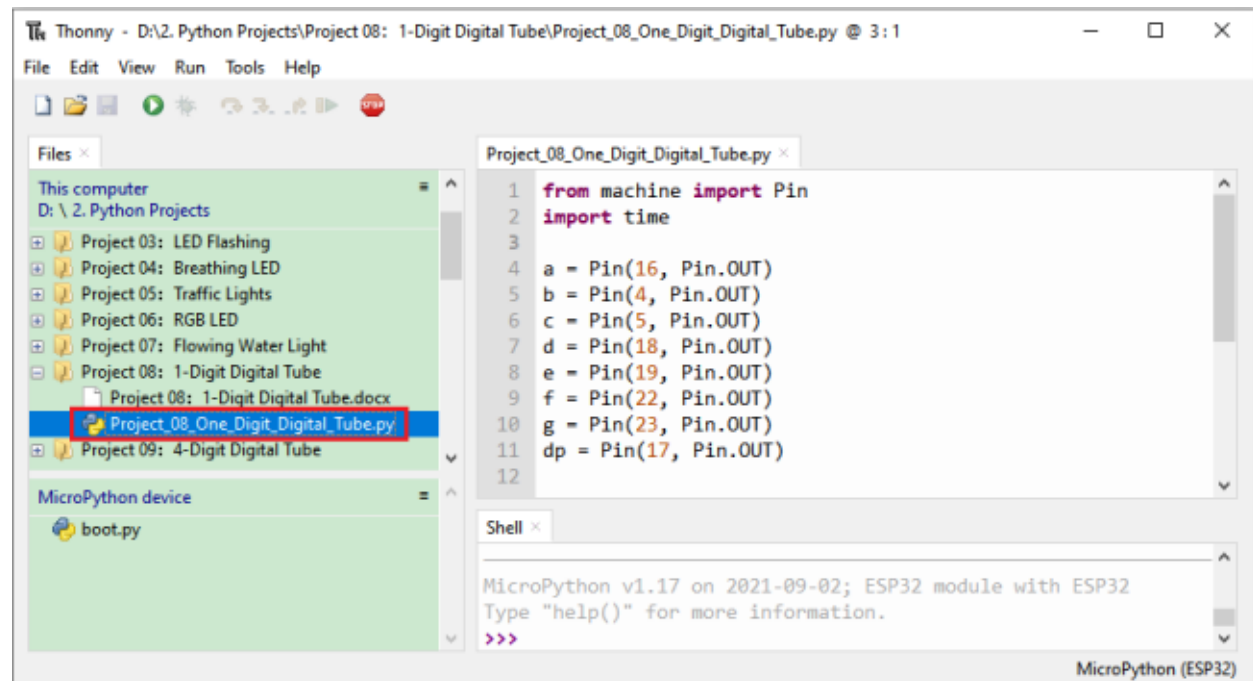 Thonny - D:\2. Python Projects\Project 08: 1-Digit Digital Tube\Project_08_One_Digit_Digital_Tube.py @ 3:1
File Edit View Run Tools Help
STOP
Files
This computer
D: \ 2. Python Projects
Project 03: LED Flashing
Project 04: Breathing LED
Project 05: Traffic Lights
Project 06: RGB LED
Project 07: Flowing Water Light
Project 08: 1-Digit Digital Tube
Project 08: 1-Digit Digital Tube.docx
Project_08_One_Digit_Digital_Tube.py
Project 09: 4-Digit Digital Tube
MicroPython device
boot.py
Project_08_One_Digit_Digital_Tube.py
1 from machine import Pin
2 import time
3
4 a = Pin(16, Pin.OUT)
5 b = Pin(4, Pin.OUT)
6 c = Pin(5, Pin.OUT)
7 d = Pin(18, Pin.OUT)
8 e = Pin(19, Pin.OUT)
9 f = Pin(22, Pin.OUT)
10 g = Pin(23, Pin.OUT)
11 dp = Pin(17, Pin.OUT)
12
Shell
MicroPython v1.17 on 2021-09-02; ESP32 module with ESP32
Type "help()" for more information.
>>>
MicroPython (ESP32)